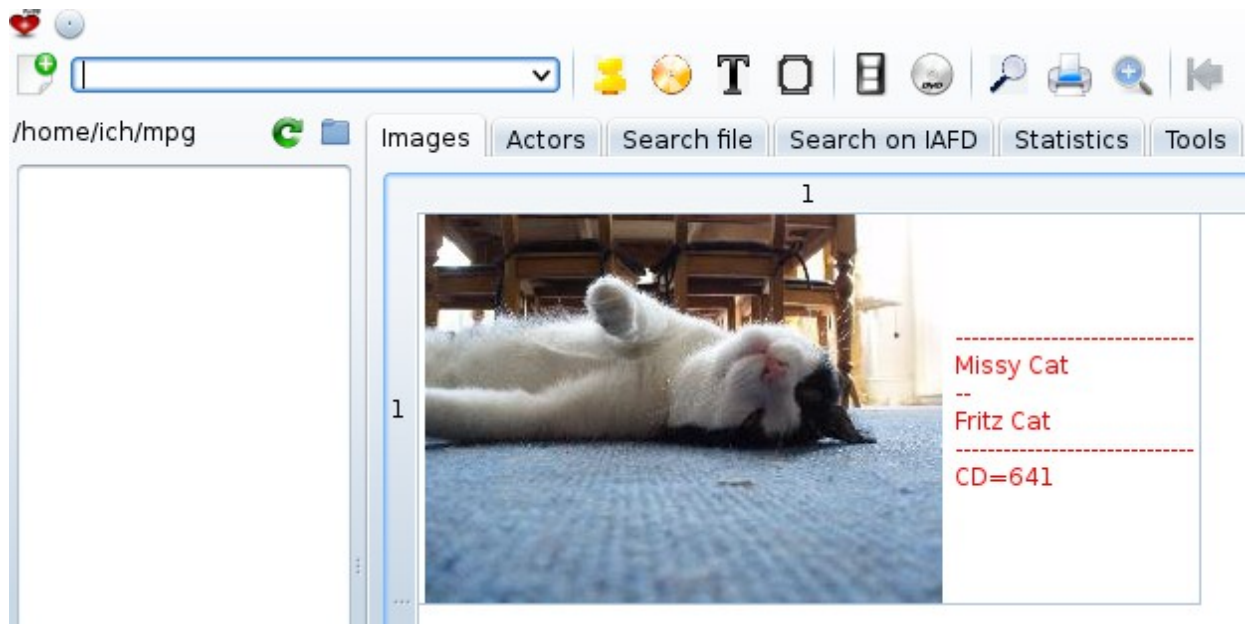 /home/ich/mpg
Images Actors Search file Search on IAFD Statistics Tools
1
1
------------------------------
Missy Cat
--
Fritz Cat
------------------------------
CD=641